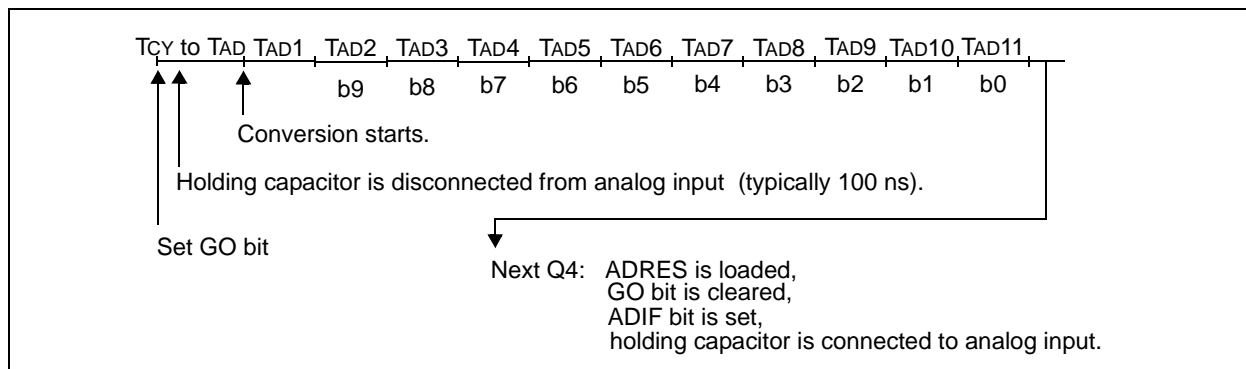 TCY to TAD TAD1 TAD2 TAD3 TAD4 TAD5 TAD6 TAD7 TAD8 TAD9 TAD10 TAD11
b9 b8 b7 b6 b5 b4 b3 b2 b1 b0
Conversion starts.
Holding capacitor is disconnected from analog input (typically 100 ns).
Set GO bit
Next Q4: ADRES is loaded,
GO bit is cleared,
ADIF bit is set,
holding capacitor is connected to analog input.